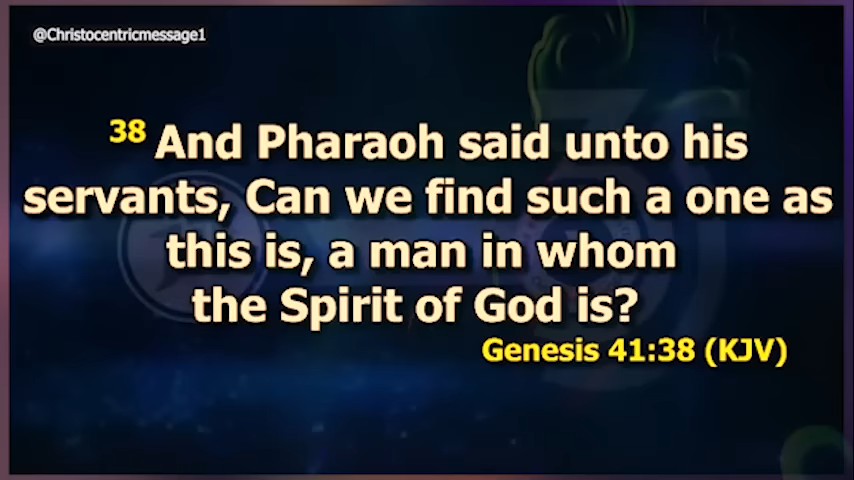 @Christocentricmessage1
38 And Pharaoh said unto his
servants, Can we find such a one as
this is, a man in whom
the Spirit of God is?
Genesis 41:38 (KJV)